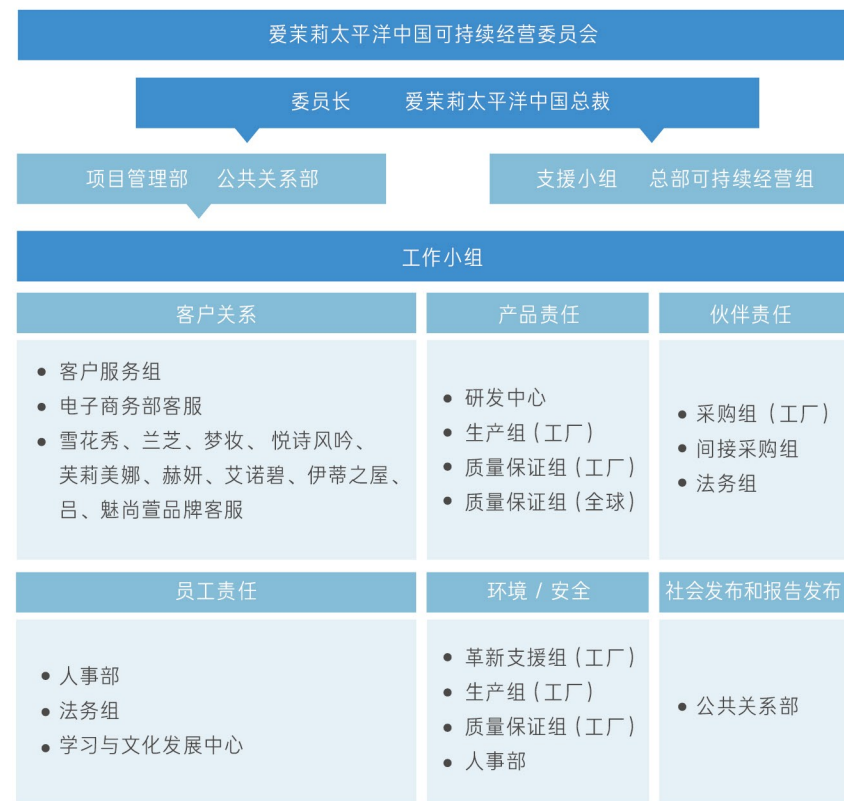 爱茉莉太平洋中国可持续经营委员会
委员长 爱茉莉太平洋中国总裁
项目管理部 公共关系部
支援小组 总部可持续经营组
工作小组
客户关系
● 客户服务组
● 电子商务部客服
● 雪花秀、兰芝、梦妆、 悦诗风吟、
芙莉美娜、赫妍、艾诺碧、伊蒂之屋、
吕、魅尚萱品牌客服
产品责任
● 研发中心
● 生产组(工厂)
● 质量保证组(工厂)
● 质量保证组(全球)
伙伴责任
● 采购组(工厂)
● 间接采购组
● 法务组
员工责任
● 人事部
● 法务组
● 学习与文化发展中心
环境 / 安全
● 革新支援组(工厂)
● 生产组(工厂)
● 质量保证组(工厂)
● 人事部
社会发布和报告发布
● 公共关系部